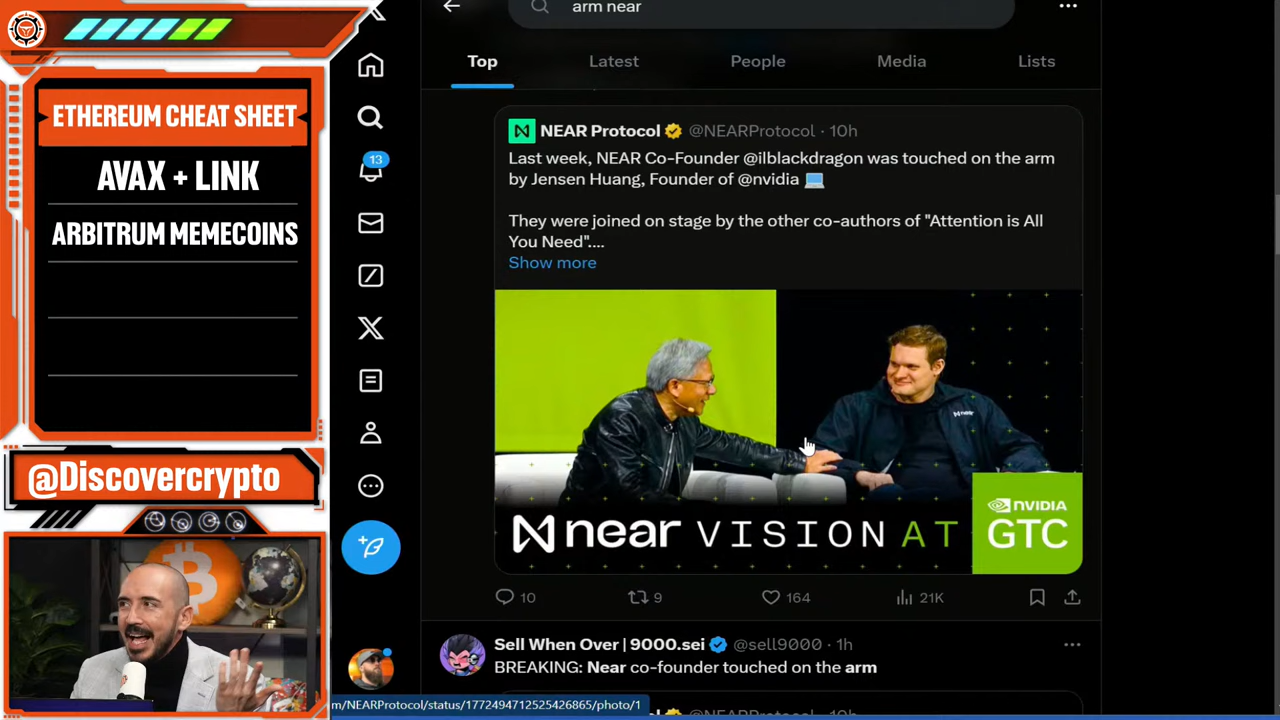 ETHEREUM CHEAT SHEET
AVAX + LINK
ARBITRUM MEMECOINS
@Discovercrypto
arm near
Top
Latest
People
Media
Lists
NEAR Protocol @NEARProtocol · 10h
Last week, NEAR Co-Founder @ilblackdragon was touched on the arm
by Jensen Huang, Founder of @nvidia
They were joined on stage by the other co-authors of "Attention is All
You Need"....
Show more
near
near VISION AT
NVIDIA
GTC
10
9
164
21K
13
Sell When Over | 9000.sei @sell9000 · 1h
BREAKING: Near co-founder touched on the arm
10h
m/NEARProtocol/status/1772494712525426865/photo/1